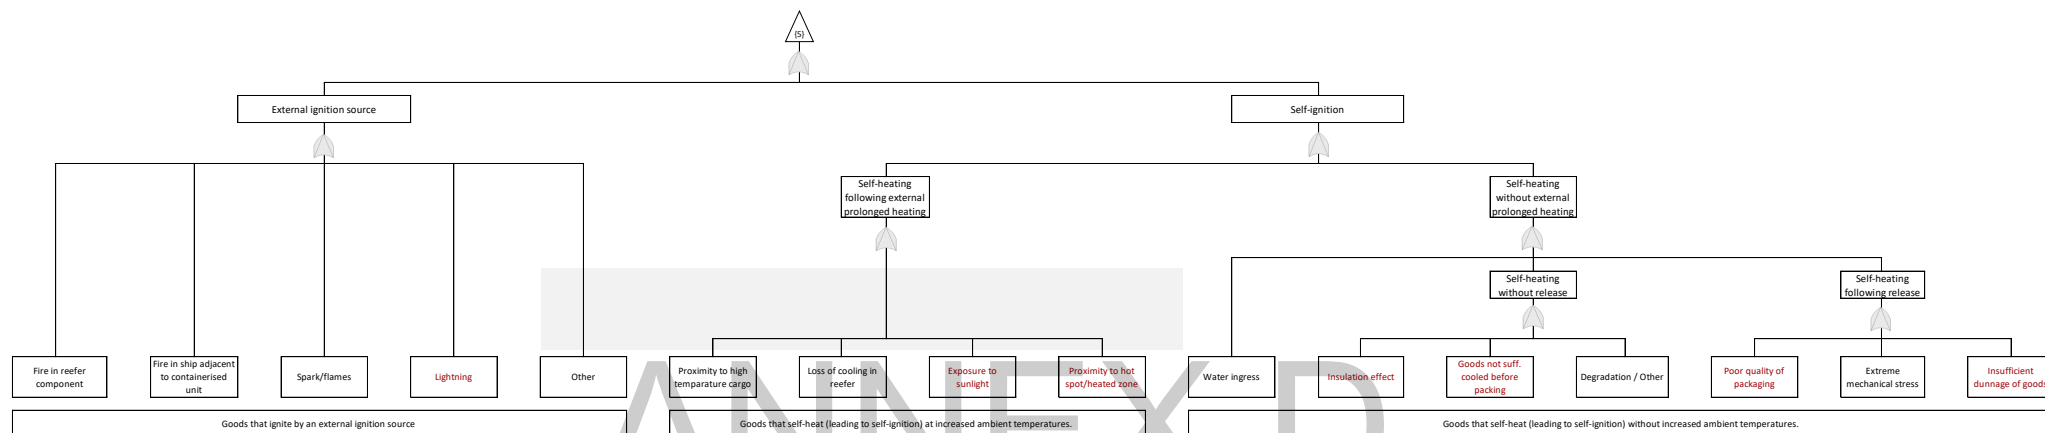 {S}
External ignition source
Self-ignition
Self-heating
following external
prolonged heating
Self-heating
without external
prolonged heating
Self-heating
without release
Self-heating
following release
Fire in reefer
component
Fire in ship adjacent
to containerised
unit
Spark/flames
Lightning
Other
Proximity to high
temperature cargo
Loss of cooling in
reefer
Exposure to
sunlight
Proximity to hot
spot/heated zone
Water ingress
Insulation effect
Goods not suff.
cooled before
packing
Degradation / Other
Poor quality of
packaging
Extreme
mechanical stress
Insufficient
dunnage of goods
ANNEX D
Goods that ignite by an external ignition source
Goods that self-heat (leading to self-ignition) at increased ambient temperatures.
Goods that self-heat (leading to self-ignition) without increased ambient temperatures.